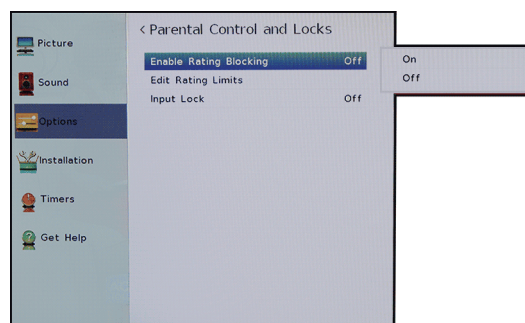 Picture
Sound
Options
Installation
Timers
Get Help
< Parental Control and Locks
Enable Rating Blocking Off
Edit Rating Limits
Input Lock Off
On
Off